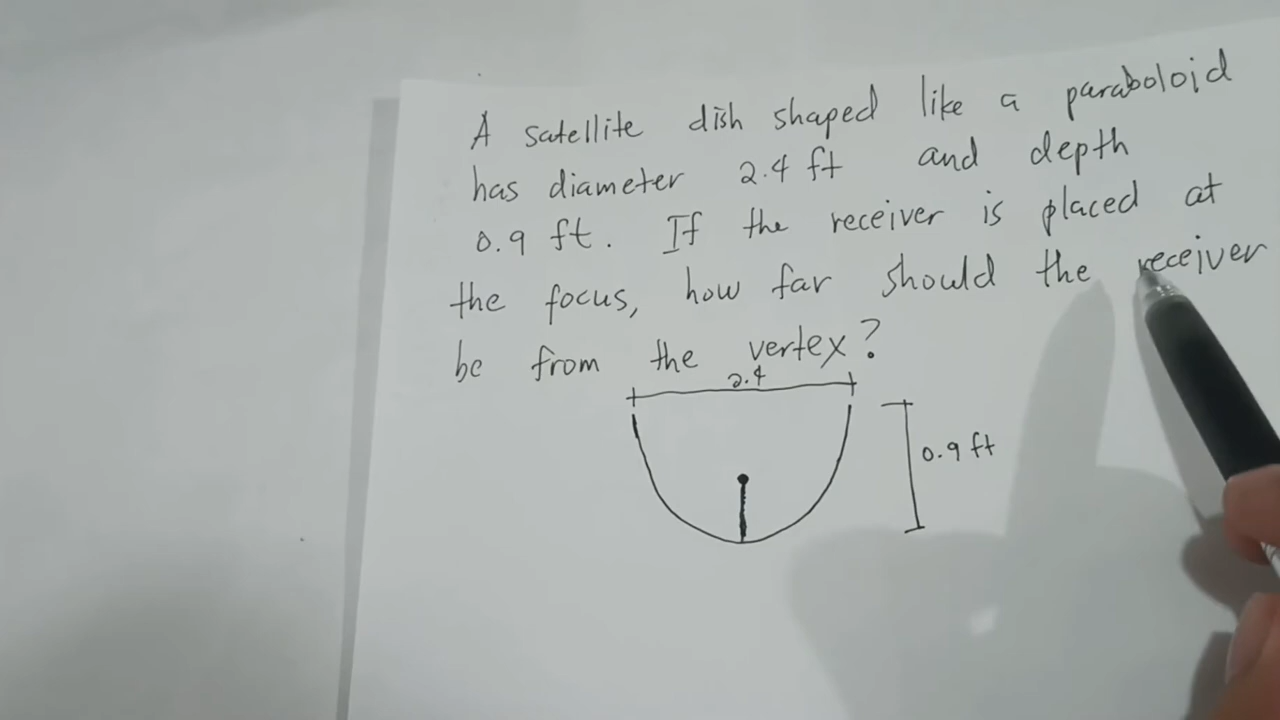 A satellite dish shaped like a paraboloid
has diameter 2.4 ft and depth
0.9 ft. If the receiver is placed at
the focus, how far should the receiver
be from the vertex?
2.4
0.9 ft